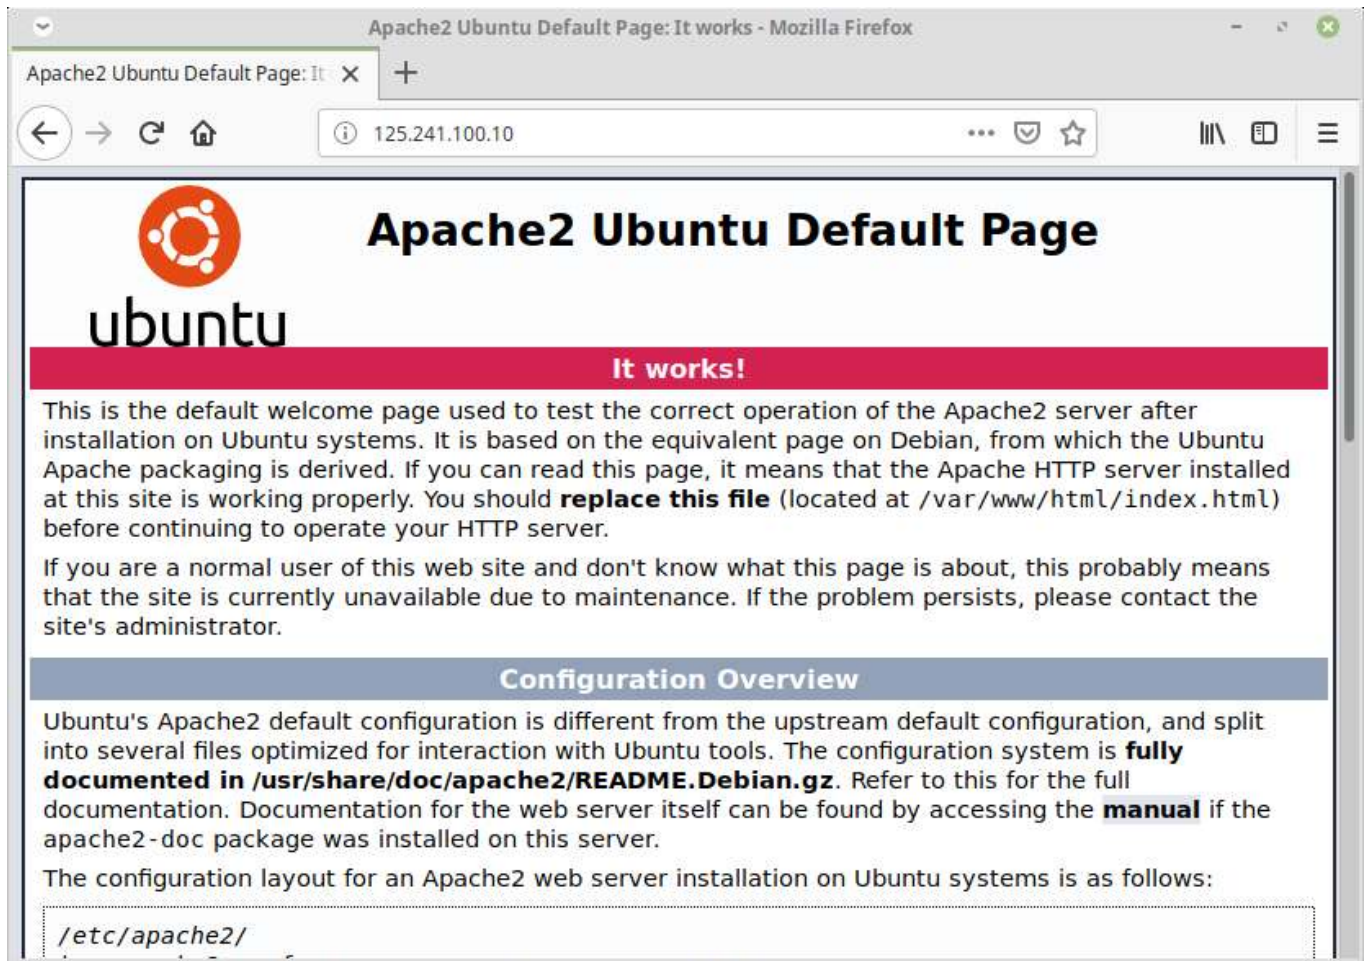 Apache2 Ubuntu Default Page: It works - Mozilla Firefox
Apache2 Ubuntu Default Page: It
125.241.100.10
ubuntu
Apache2 Ubuntu Default Page
It works!
This is the default welcome page used to test the correct operation of the Apache2 server after
installation on Ubuntu systems. It is based on the equivalent page on Debian, from which the Ubuntu
Apache packaging is derived. If you can read this page, it means that the Apache HTTP server installed
at this site is working properly. You should replace this file (located at /var/www/html/index.html)
before continuing to operate your HTTP server.
If you are a normal user of this web site and don't know what this page is about, this probably means
that the site is currently unavailable due to maintenance. If the problem persists, please contact the
site's administrator.
Configuration Overview
Ubuntu's Apache2 default configuration is different from the upstream default configuration, and split
into several files optimized for interaction with Ubuntu tools. The configuration system is fully
documented in /usr/share/doc/apache2/README.Debian.gz. Refer to this for the full
documentation. Documentation for the web server itself can be found by accessing the manual if the
apache2-doc package was installed on this server.
The configuration layout for an Apache2 web server installation on Ubuntu systems is as follows:
/etc/apache2/